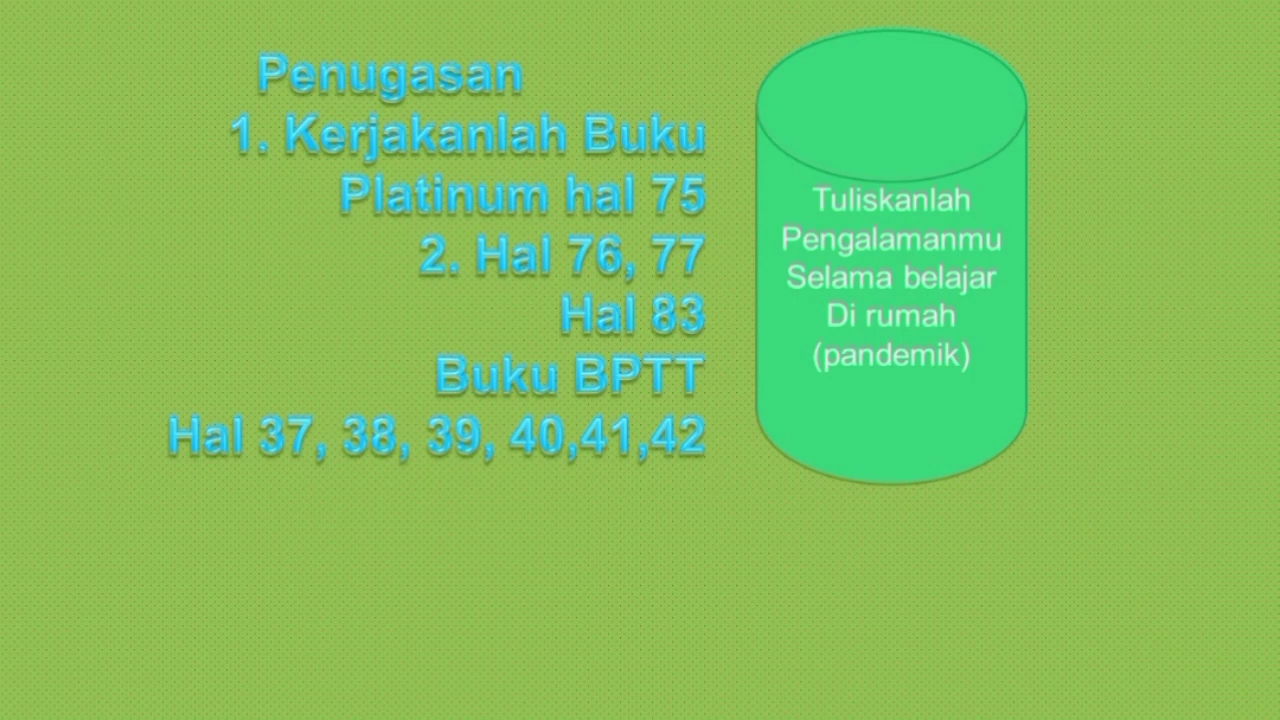 Penugasan
1. Kerjakanlah Buku
Platinum hal 75
2. Hal 76, 77
Hal 83
Buku BPTT
Hal 37, 38, 39, 40,41,42
Tuliskanlah
Pengalamanmu
Selama belajar
Di rumah
(pandemik)